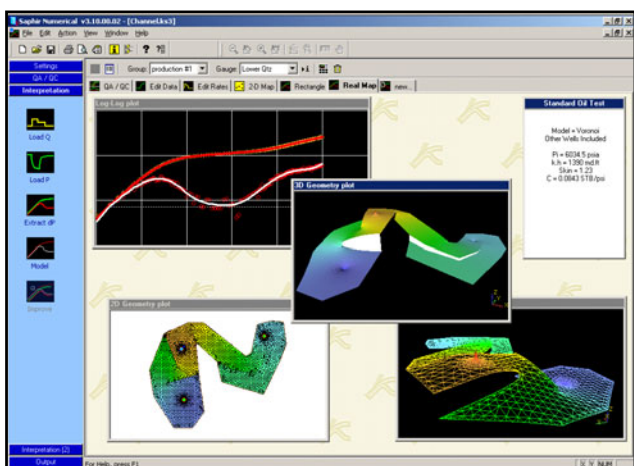 Saphir Numerical v3.10.00.02 - [Channel.ks3]
File Edit Action View Window Help
Settings
Group: production #1 Gauge: Lower Qtz
QA / QC
QA / QC Edit Data Edit Rates 2-D Map Rectangle Real Map new...
Interpretation
Log-Log plot
Standard Oil Test
Load Q
Model = Voronoi
Other Wells Included
Pi = 6034.5 psia
k.h = 1390 md.ft
Skin = 1.23
C = 0.0843 STB/psi
Load P
3D Geometry plot
Extract dP
Model
Improve
2D Geometry plot
Interpretation (2)
Output
For Help, press F1
NUM